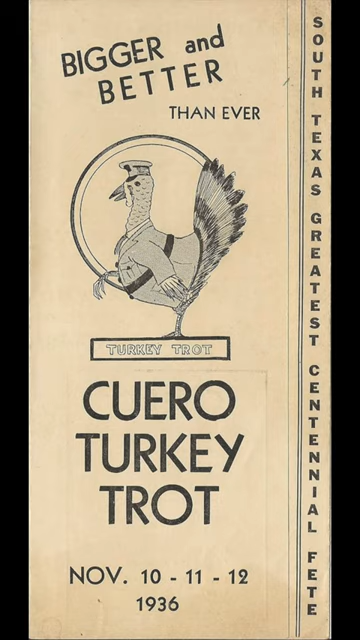 BIGGER and
BETTER
THAN EVER
TURKEY TROT
CUERO
TURKEY
TROT
NOV. 10 - 11 - 12
1936
SOUTH TEXAS GREATEST CENTENNIAL FETE